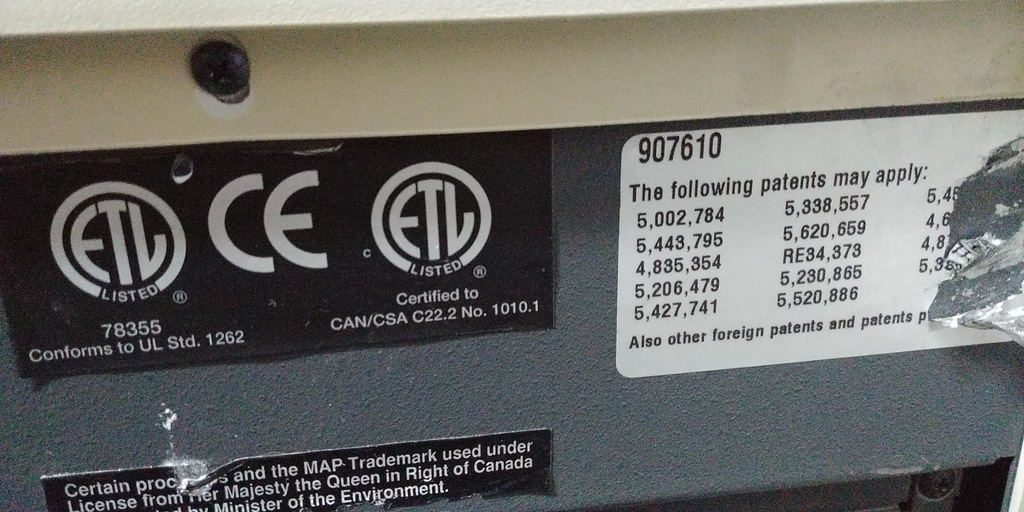 ETL CE ETL
LISTED ® c LISTED ®
78355
Conforms to UL Std. 1262
Certified to
CAN/CSA C22.2 No. 1010.1
907610
The following patents may apply:
5,002,784 5,338,557
5,443,795 5,620,659
4,835,354 RE34,373
5,206,479 5,230,865
5,427,741 5,520,886
Also other foreign patents and patents
Certain and the MAP Trademark used under
License from Her Majesty the Queen in Right of Canada
by Minister of the Environment.